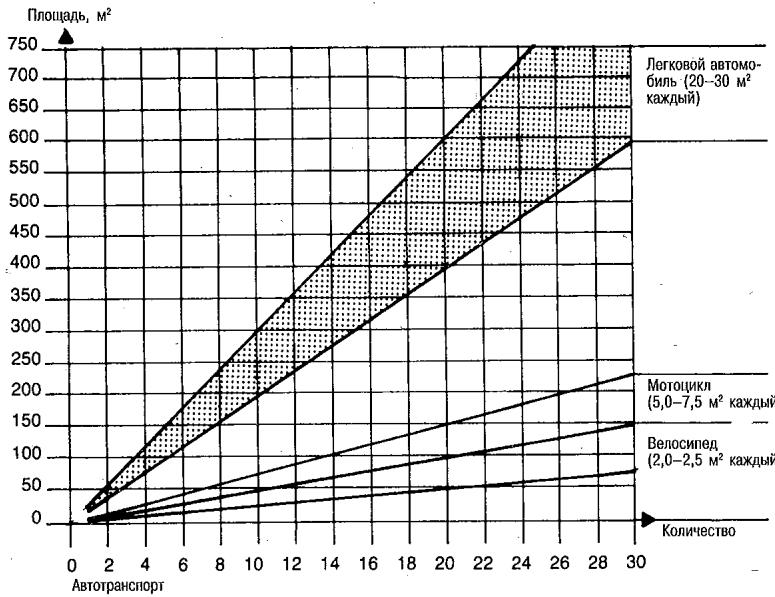 Площадь, м²
750
700
650
600
550
500
450
400
350
300
250
200
150
100
50
0
0 2 4 6 8 10 12 14 16 18 20 22 24 26 28 30
Автотранспорт
Количество
Легковой автомо-
биль (20–30 м²
каждый)
Мотоцикл
(5,0–7,5 м² каждый
Велосипед
(2,0–2,5 м² каждый